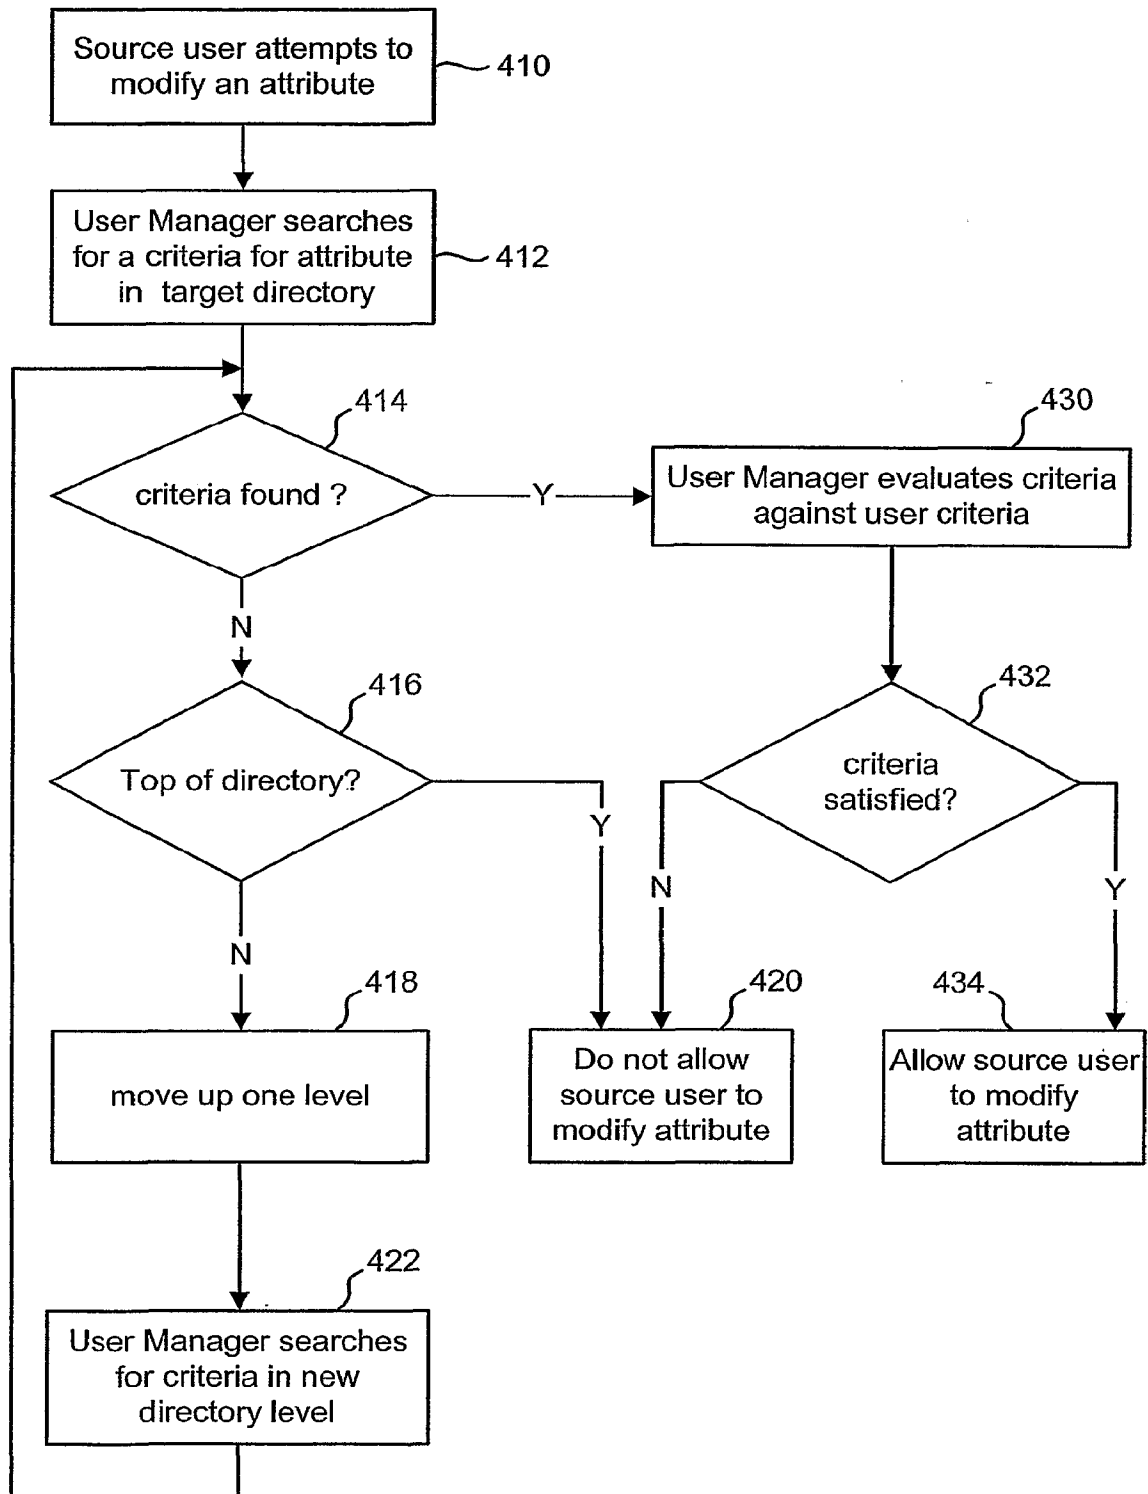 Source user attempts to
modify an attribute
410
User Manager searches
for a criteria for attribute
in target directory
412
414
criteria found ?
Y
430
User Manager evaluates criteria
against user criteria
N
416
Top of directory?
Y
432
criteria
satisfied?
N
Y
N
418
move up one level
420
Do not allow
source user to
modify attribute
434
Allow source user
to modify
attribute
422
User Manager searches
for criteria in new
directory level